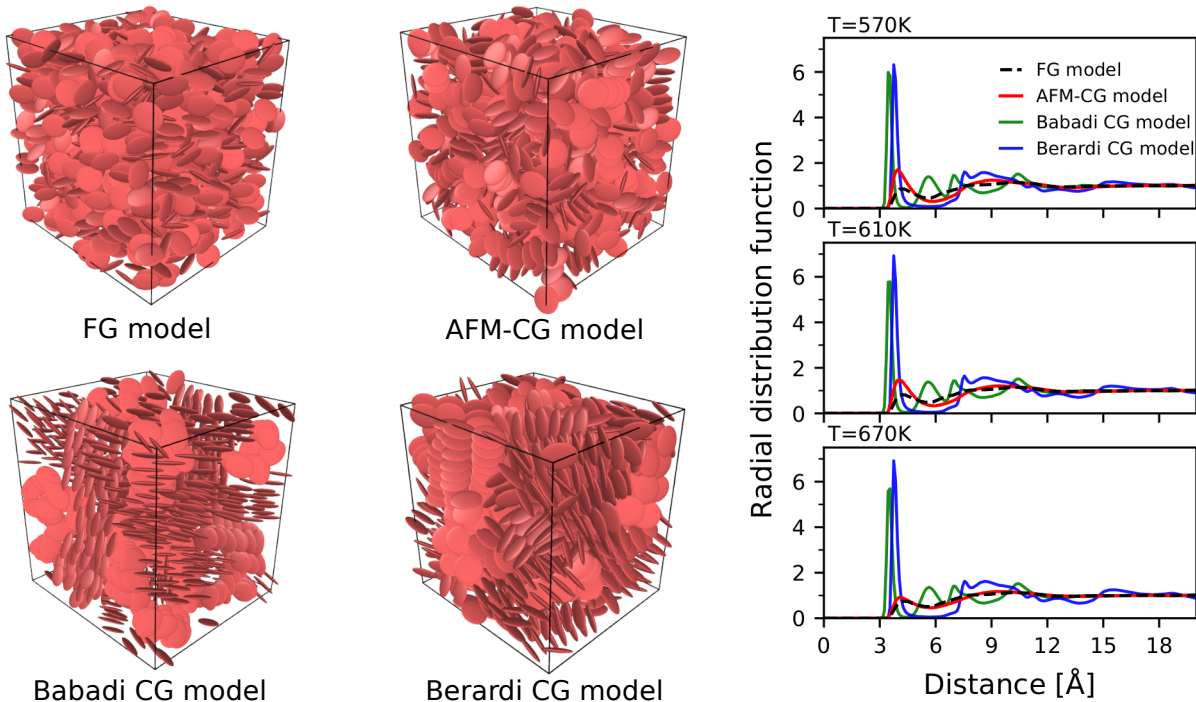 FG model
AFM-CG model
Babadi CG model
Berardi CG model
Radial distribution function
T=570K
6
4
2
0
FG model
AFM-CG model
Babadi CG model
Berardi CG model
T=610K
6
4
2
0
T=670K
6
4
2
0
0 3 6 9 12 15 18
Distance [Å]